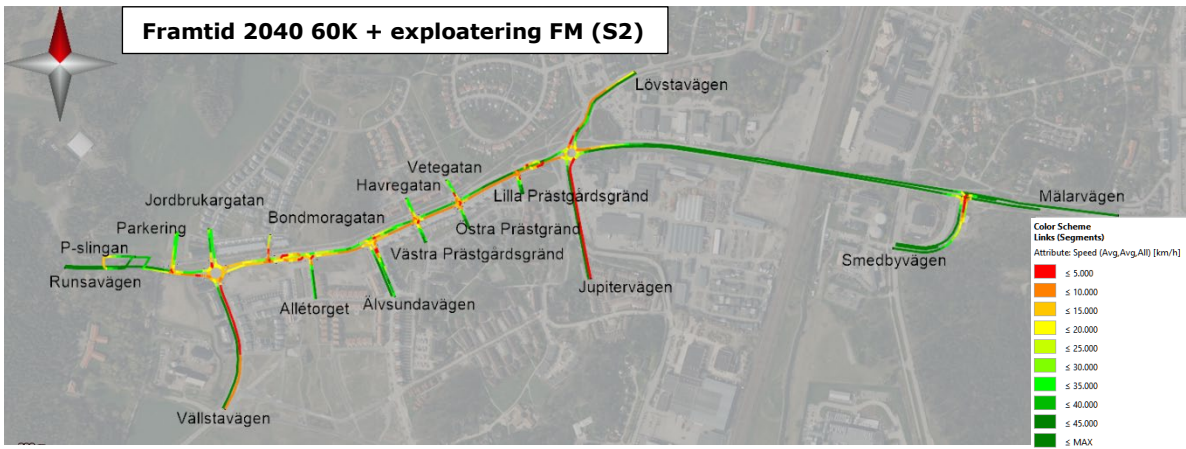 Framtid 2040 60K + exploatering FM (S2)
Lövstavägen
Vetegatan
Havregatan
Lilla Prästgårdsgränd
Jordbrukargatan
Mälarvägen
Bondmoragatan
Parkering
Östra Prästgränd
P-slingan
Västra Prästgårdsgränd
Smedbyvägen
Runsavägen
Jupitervägen
Allétorget
Älvsundavägen
Vällstavägen
Color Scheme
Links (Segments)
Attribute: Speed (Avg,Avg,All) [km/h]
≤ 5.000
≤ 10.000
≤ 15.000
≤ 20.000
≤ 25.000
≤ 30.000
≤ 35.000
≤ 40.000
≤ 45.000
≤ MAX